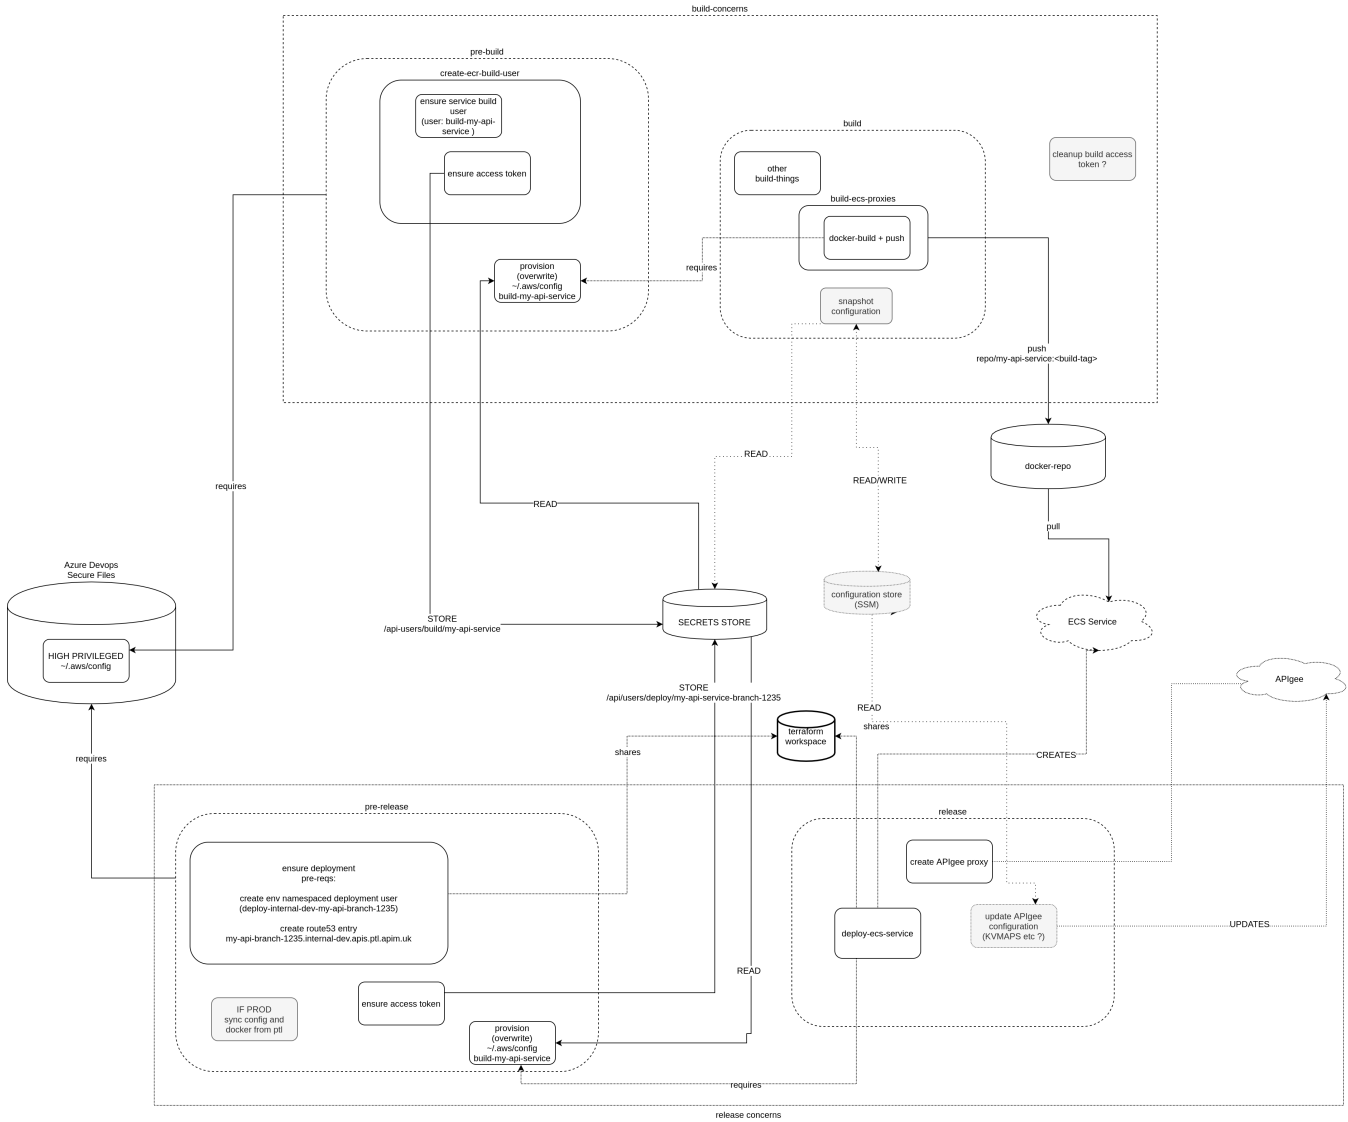 build-concerns
pre-build
create-ecr-build-user
ensure service build
user
(user: build-my-api-
service )
ensure access token
provision
(overwrite)
~/.aws/config
build-my-api-service
requires
build
other
build-things
build-ecs-proxies
docker-build + push
snapshot
configuration
cleanup build access
token ?
push
repo/my-api-service:<build-tag>
docker-repo
pull
READ
READ/WRITE
READ
requires
Azure Devops
Secure Files
HIGH PRIVILEGED
~/.aws/config
STORE
/api-users/build/my-api-service
SECRETS STORE
configuration store
(SSM)
ECS Service
APIgee
STORE
/api/users/deploy/my-api-service-branch-1235
READ
shares
terraform
workspace
shares
CREATES
requires
pre-release
ensure deployment
pre-reqs:
create env namespaced deployment user
(deploy-internal-dev-my-api-branch-1235)
create route53 entry
my-api-branch-1235.internal-dev.apis.ptl.apim.uk
IF PROD
sync config and
docker from ptl
ensure access token
provision
(overwrite)
~/.aws/config
build-my-api-service
READ
requires
release
create APIgee proxy
deploy-ecs-service
update APIgee
configuration
(KVMAPS etc ?)
UPDATES
release concerns